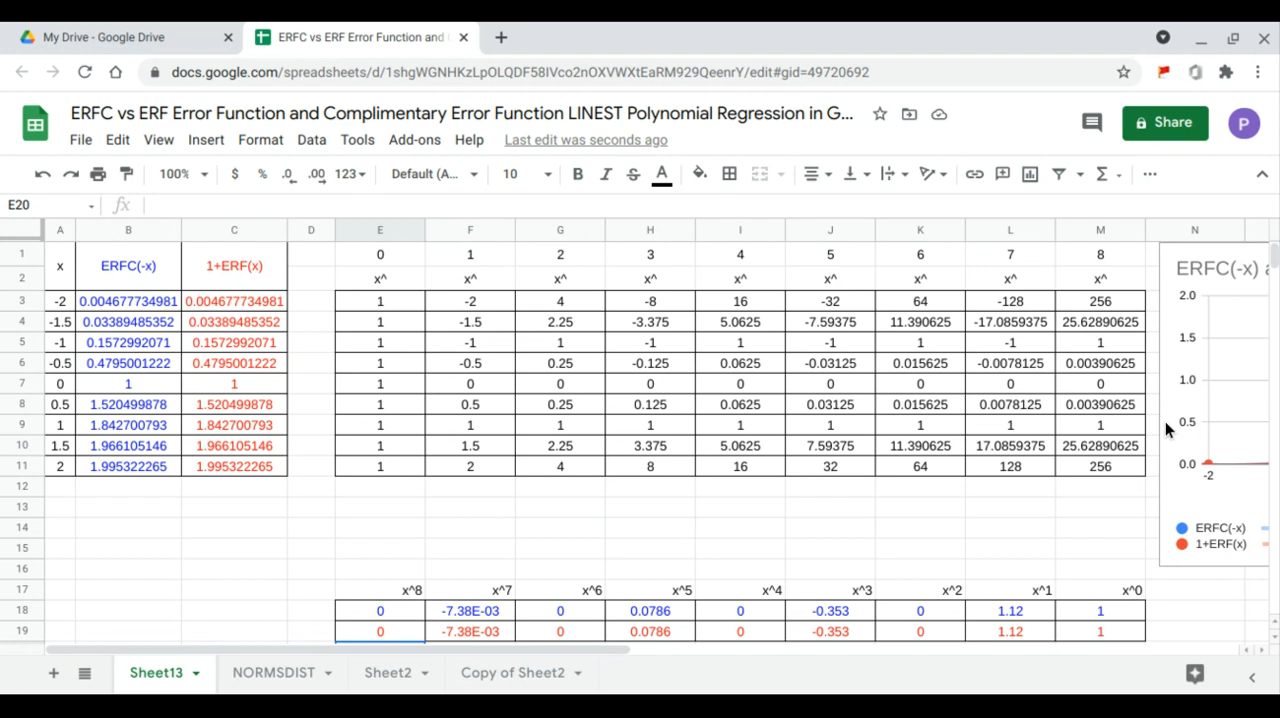 My Drive - Google Drive
ERFC vs ERF Error Function and
docs.google.com/spreadsheets/d/1shgWGNHKzLpOLQDF58IVco2nOXVWXtEaRM929QeenrY/edit#gid=49720692
ERFC vs ERF Error Function and Complimentary Error Function LINEST Polynomial Regression in G...
File Edit View Insert Format Data Tools Add-ons Help Last edit was seconds ago
Share P
100% $ % .0 .00 123 Default (A... 10 B I S A
E20 fx
A B C D E F G H I J K L M N
1 x ERFC(-x) 1+ERF(x) 0 1 2 3 4 5 6 7 8
2 x^ x^ x^ x^ x^ x^ x^ x^ x^
3 -2 0.004677734981 0.004677734981 1 -2 4 -8 16 -32 64 -128 256
4 -1.5 0.03389485352 0.03389485352 1 -1.5 2.25 -3.375 5.0625 -7.59375 11.390625 -17.0859375 25.62890625
5 -1 0.1572992071 0.1572992071 1 -1 1 -1 1 -1 1 -1 1
6 -0.5 0.4795001222 0.4795001222 1 -0.5 0.25 -0.125 0.0625 -0.03125 0.015625 -0.0078125 0.00390625
7 0 1 1 1 0 0 0 0 0 0 0 0
8 0.5 1.520499878 1.520499878 1 0.5 0.25 0.125 0.0625 0.03125 0.015625 0.0078125 0.00390625
9 1 1.842700793 1.842700793 1 1 1 1 1 1 1 1 1
10 1.5 1.966105146 1.966105146 1 1.5 2.25 3.375 5.0625 7.59375 11.390625 17.0859375 25.62890625
11 2 1.995322265 1.995322265 1 2 4 8 16 32 64 128 256
12
13
14
15
16
17 x^8 x^7 x^6 x^5 x^4 x^3 x^2 x^1 x^0
18 0 -7.38E-03 0 0.0786 0 -0.353 0 1.12 1
19 0 -7.38E-03 0 0.0786 0 -0.353 0 1.12 1
ERFC(-x) a
2.0
1.5
1.0
0.5
0.0
-2
ERFC(-x)
1+ERF(x)
Sheet13 NORMSDIST Sheet2 Copy of Sheet2